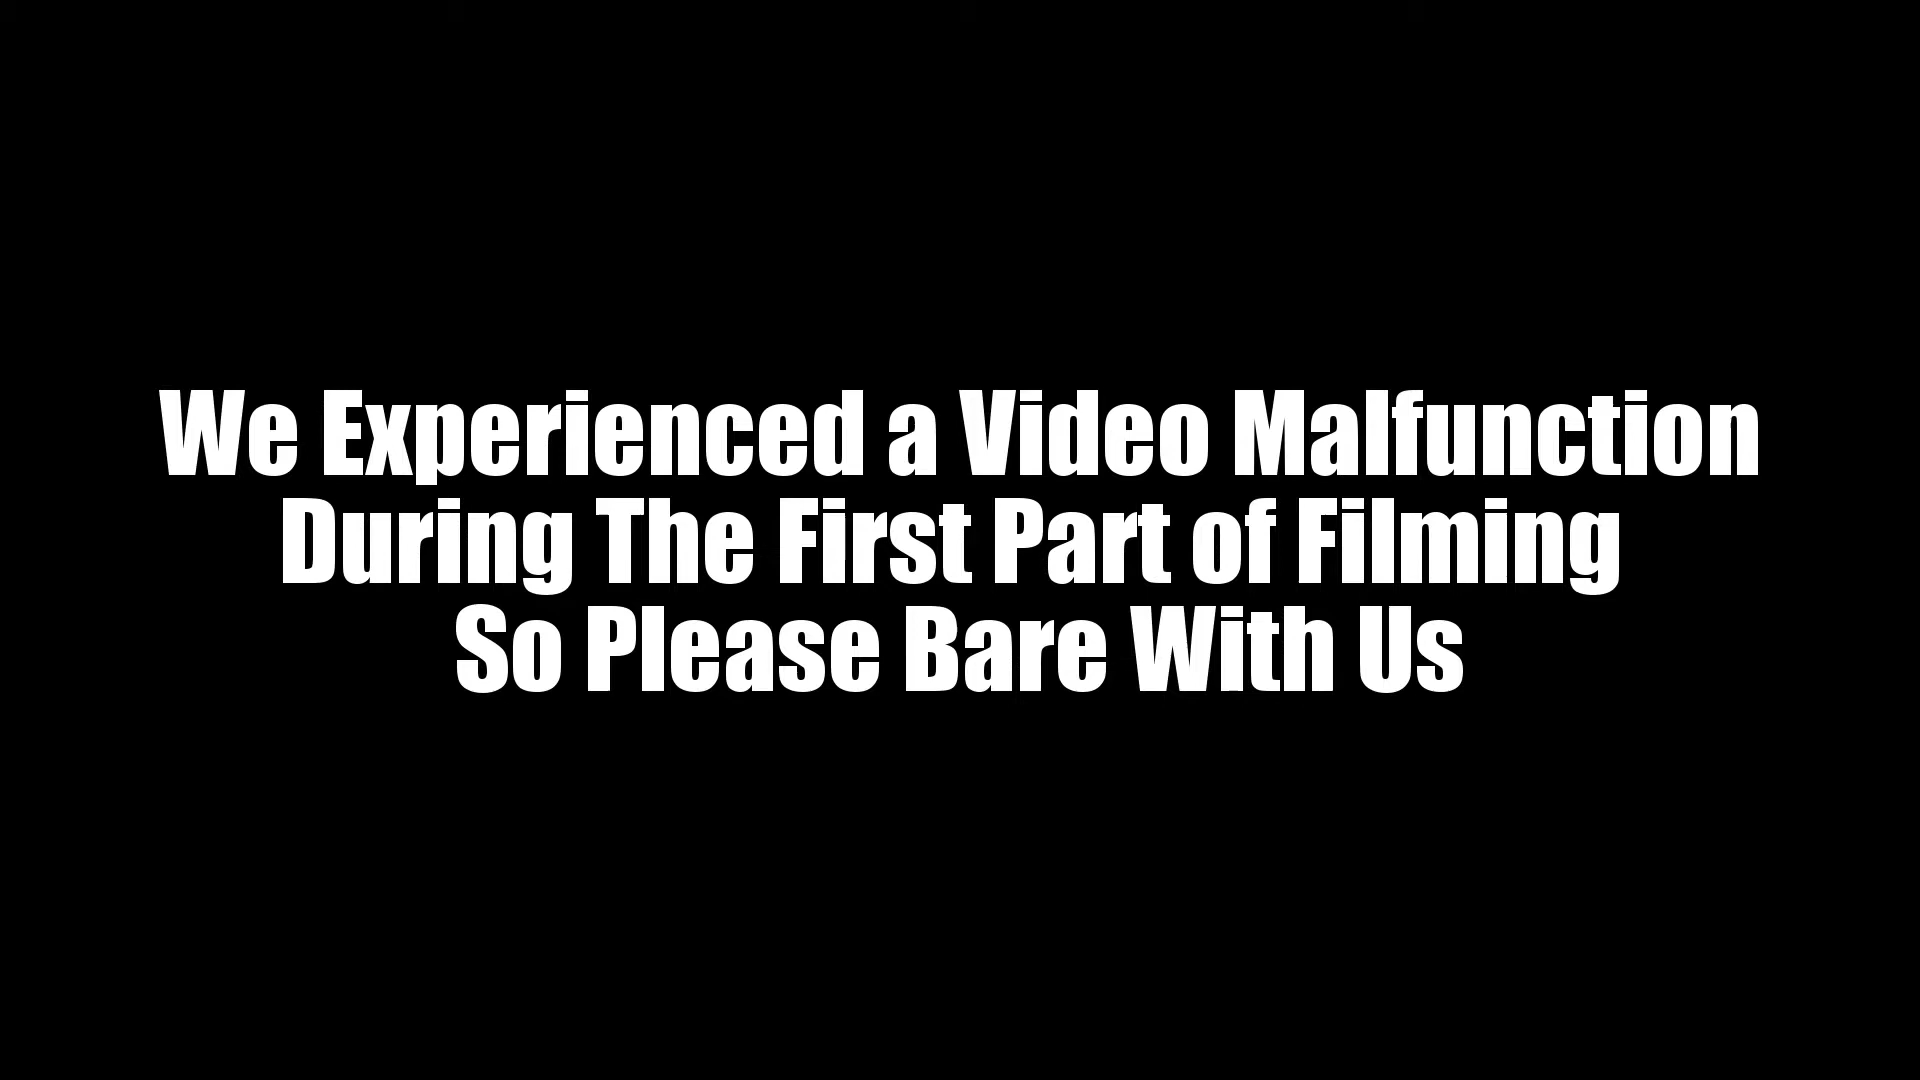 We Experienced a Video Malfunction
During The First Part of Filming
So Please Bare With Us